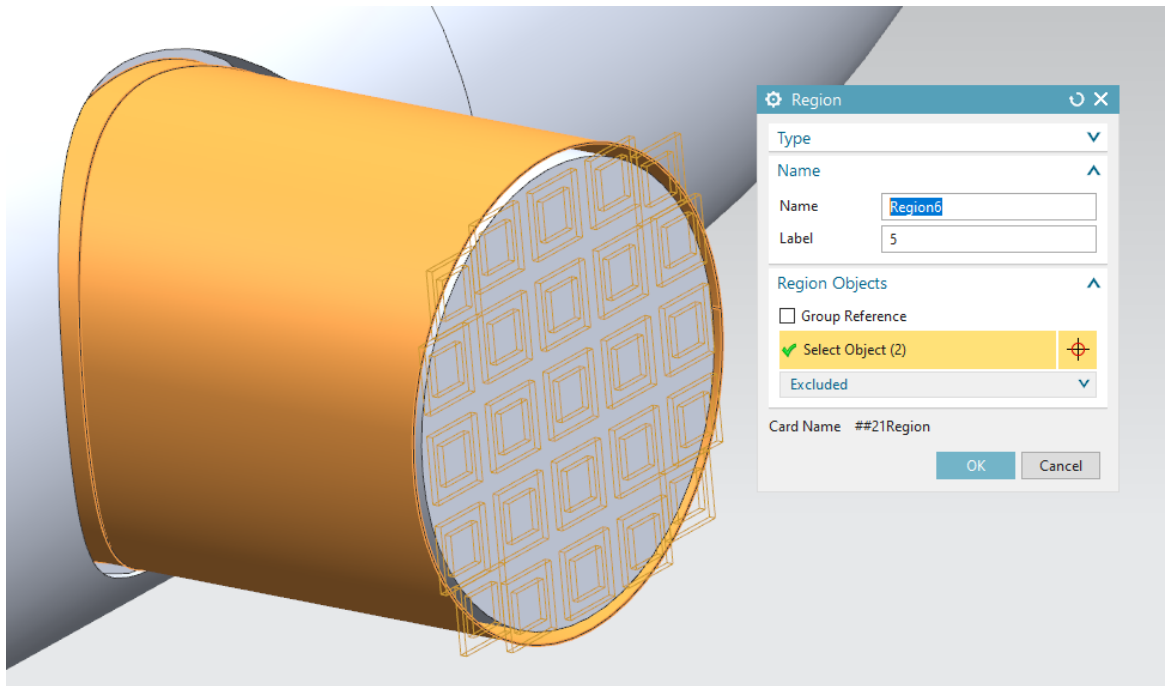 Region
Type
Name
Name Region6
Label 5
Region Objects
Group Reference
Select Object (2)
Excluded
Card Name ##21Region
OK Cancel